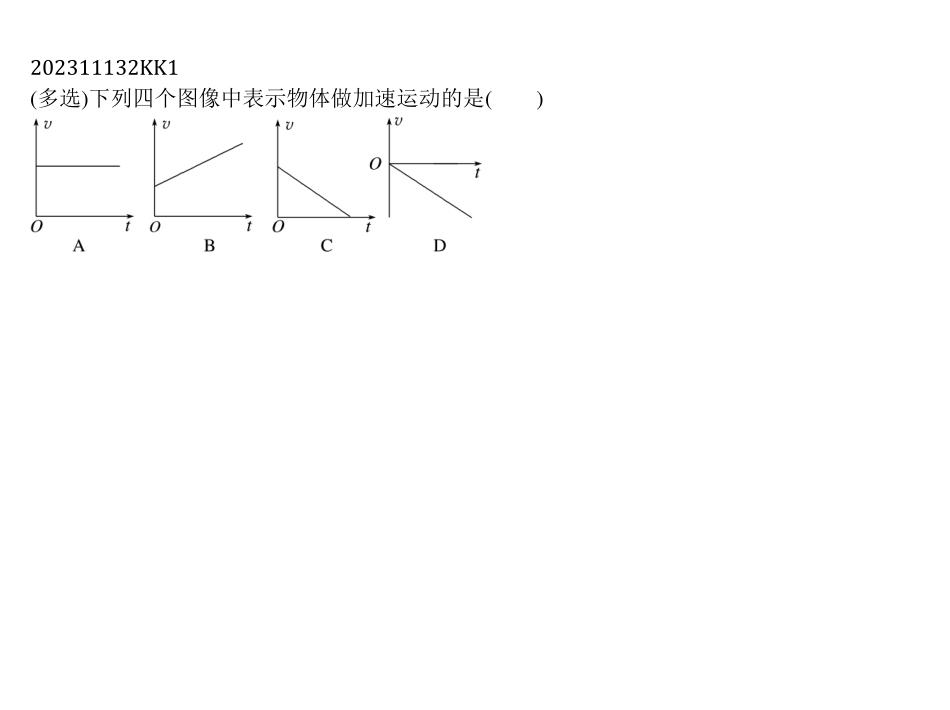 202311132KK1
(多选)下列四个图像中表示物体做加速运动的是(  )
v v v v
O t
O t O t O t
A B C D